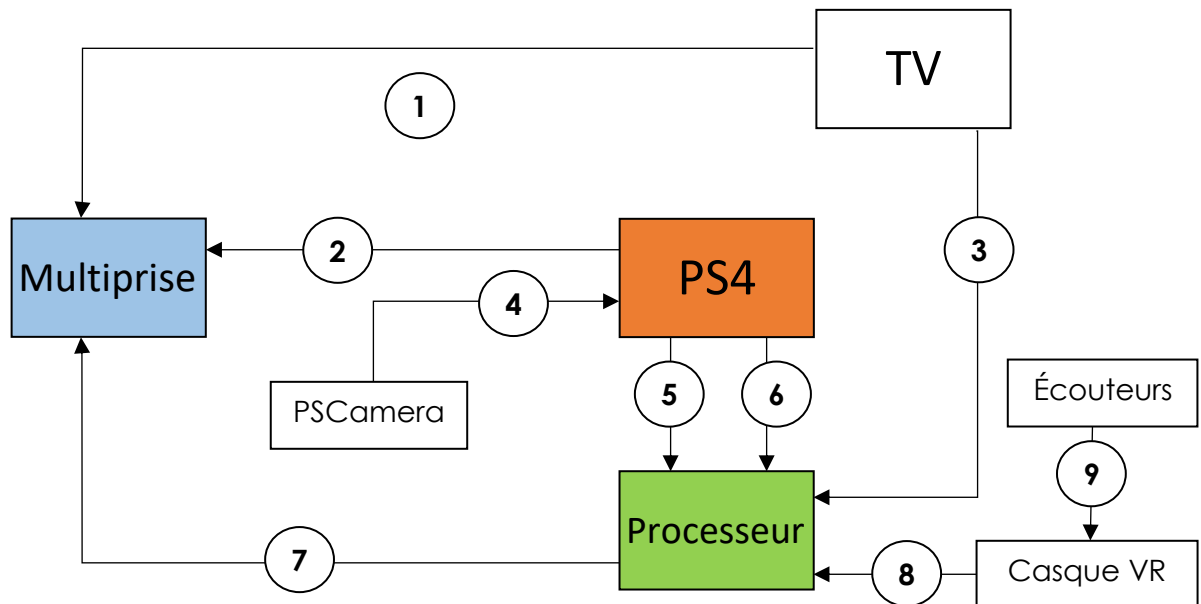 TV
1
Multiprise
2
PS4
3
4
PSCamera
5
6
Écouteurs
9
Processeur
7
8
Casque VR